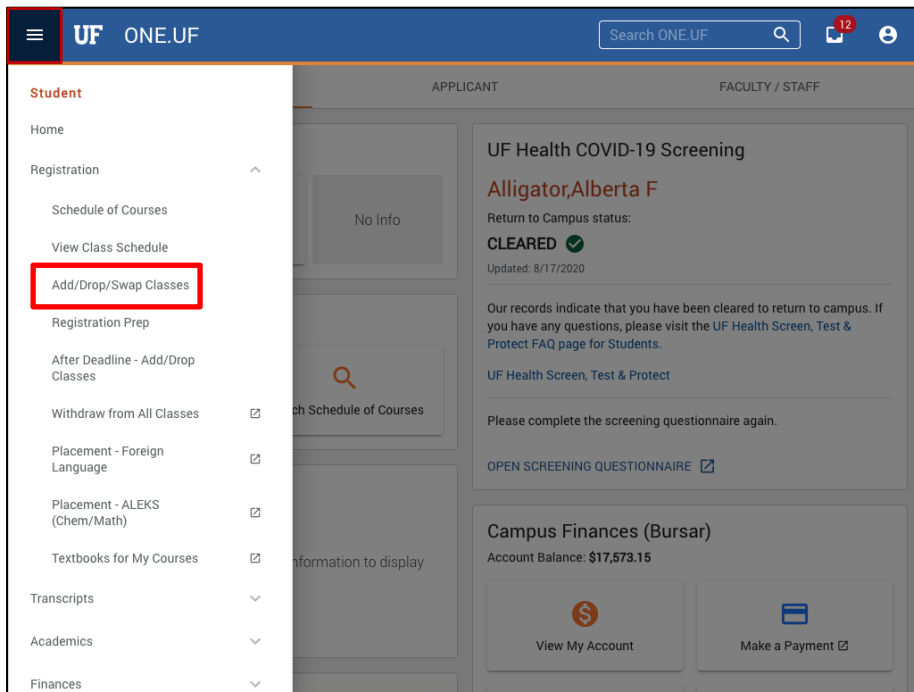 UF ONE.UF
Search ONE.UF
12
Student
Home
Registration
Schedule of Courses
View Class Schedule
Add/Drop/Swap Classes
Registration Prep
After Deadline - Add/Drop
Classes
Withdraw from All Classes
Placement - Foreign
Language
Placement - ALEKS
(Chem/Math)
Textbooks for My Courses
Transcripts
Academics
Finances
APPLICANT
FACULTY / STAFF
No Info
ch Schedule of Courses
nformation to display
UF Health COVID-19 Screening
Alligator,Alberta F
Return to Campus status:
CLEARED
Updated: 8/17/2020
Our records indicate that you have been cleared to return to campus. If
you have any questions, please visit the UF Health Screen, Test &
Protect FAQ page for Students.
UF Health Screen, Test & Protect
Please complete the screening questionnaire again.
OPEN SCREENING QUESTIONNAIRE
Campus Finances (Bursar)
Account Balance: $17,573.15
View My Account
Make a Payment